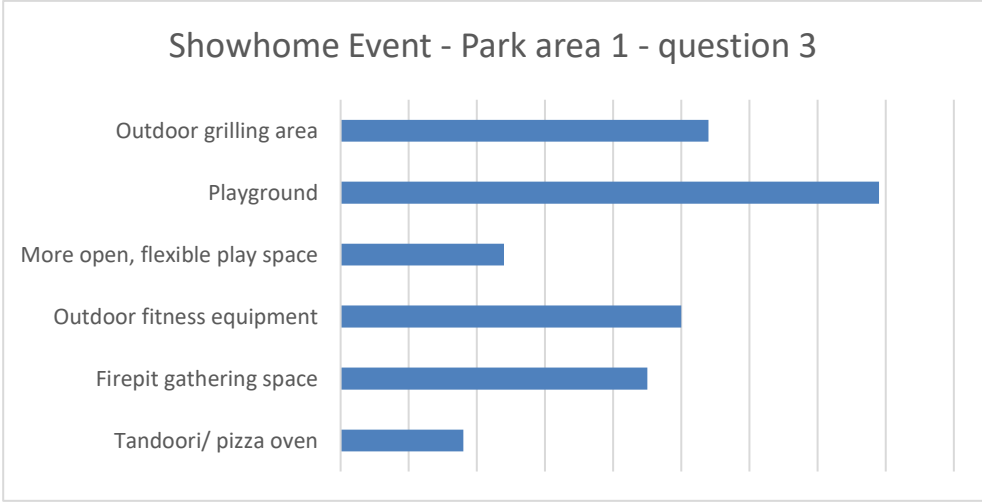 Showhome Event - Park area 1 - question 3
Outdoor grilling area
Playground
More open, flexible play space
Outdoor fitness equipment
Firepit gathering space
Tandoori/ pizza oven